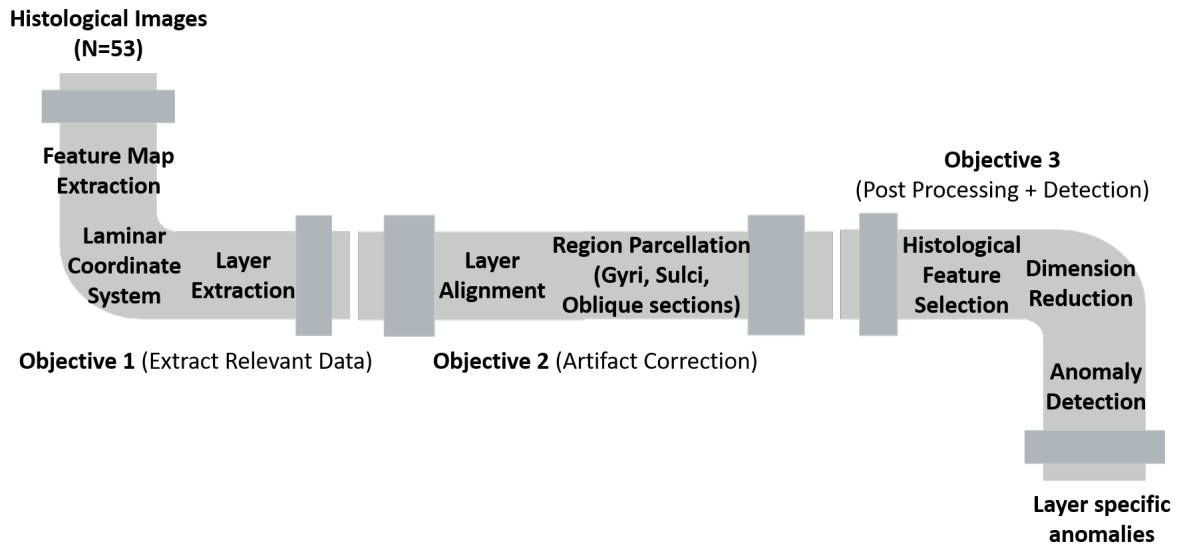 Histological Images
(N=53)
Feature Map
Extraction
Laminar
Coordinate
System
Layer
Extraction
Objective 1 (Extract Relevant Data)
Layer
Alignment
Region Parcellation
(Gyri, Sulci,
Oblique sections)
Objective 2 (Artifact Correction)
Objective 3
(Post Processing + Detection)
Histological
Feature
Selection
Dimension
Reduction
Anomaly
Detection
Layer specific
anomalies